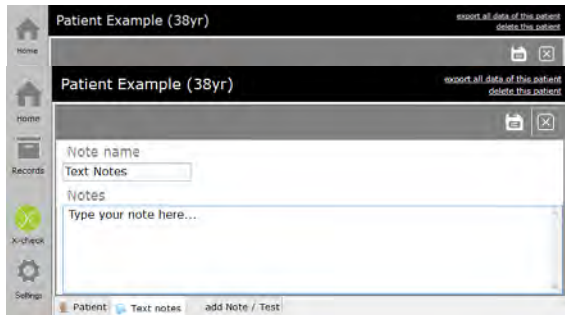 Patient Example (38yr)
export all data of this patient
delete this patient
Home
Patient Example (38yr)
export all data of this patient
delete this patient
Home
Records
Note name
Text Notes
Notes
Type your note here...
X-check
Settings
Patient
Text notes
add Note / Test